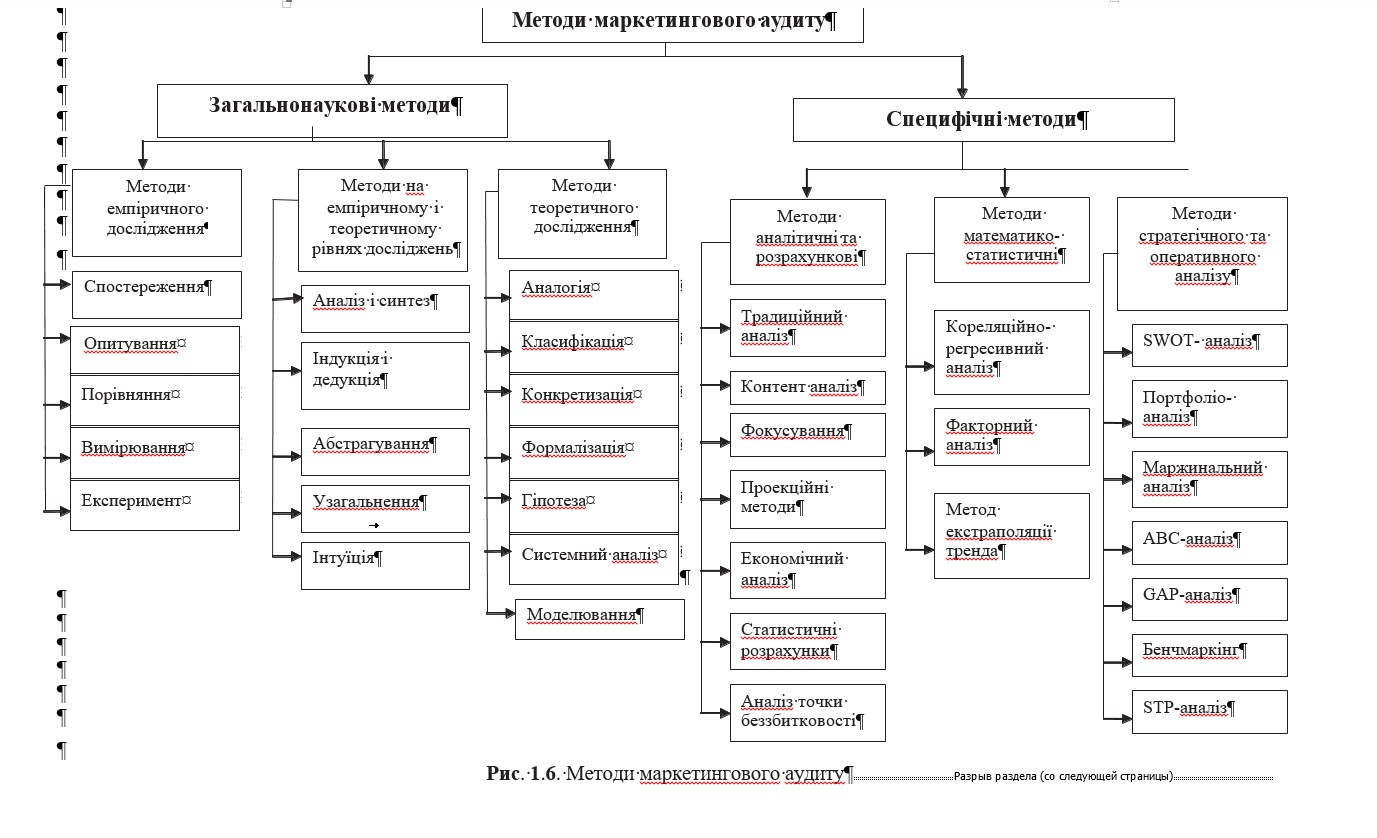 Методи маркетингового аудиту
Загальнонаукові методи
Специфічні методи
Методи
емпіричного
дослідження
Спостереження
Опитування
Порівняння
Вимірювання
Експеримент
Методи на
емпіричному і
теоретичному
рівнях досліджень
Аналіз і синтез
Індукція і
дедукція
Абстрагування
Узагальнення
Інтуїція
Методи
теоретичного
дослідження
Аналогія
Класифікація
Конкретизація
Формалізація
Гіпотеза
Системний аналіз
Моделювання
Методи
аналітичні та
розрахункові
Традиційний
аналіз
Контент аналіз
Фокусування
Проекційні
методи
Економічний
аналіз
Статистичні
розрахунки
Аналіз точки
беззбитковості
Методи
математико-
статистичні
Кореляційно-
регресивний
аналіз
Факторний
аналіз
Метод
екстраполяції
тренда
Методи
стратегічного та
оперативного
аналізу
SWOT- аналіз
Портфоліо-
аналіз
Маржинальний
аналіз
АВС-аналіз
GAP-аналіз
Бенчмаркінг
STP-аналіз
Рис. 1.6. Методи маркетингового аудиту
Разрыв раздела (со следующей страницы)